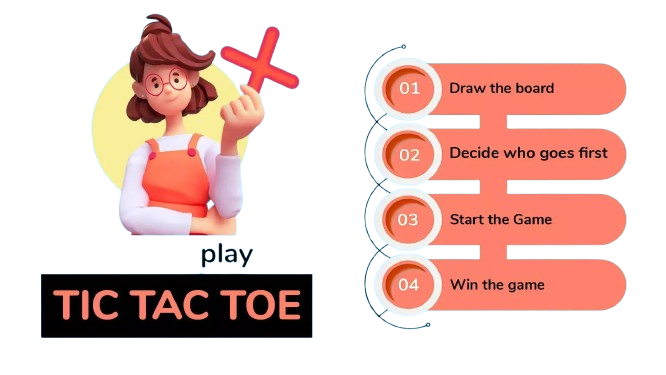 play
TIC TAC TOE
01 Draw the board
02 Decide who goes first
03 Start the Game
04 Win the game